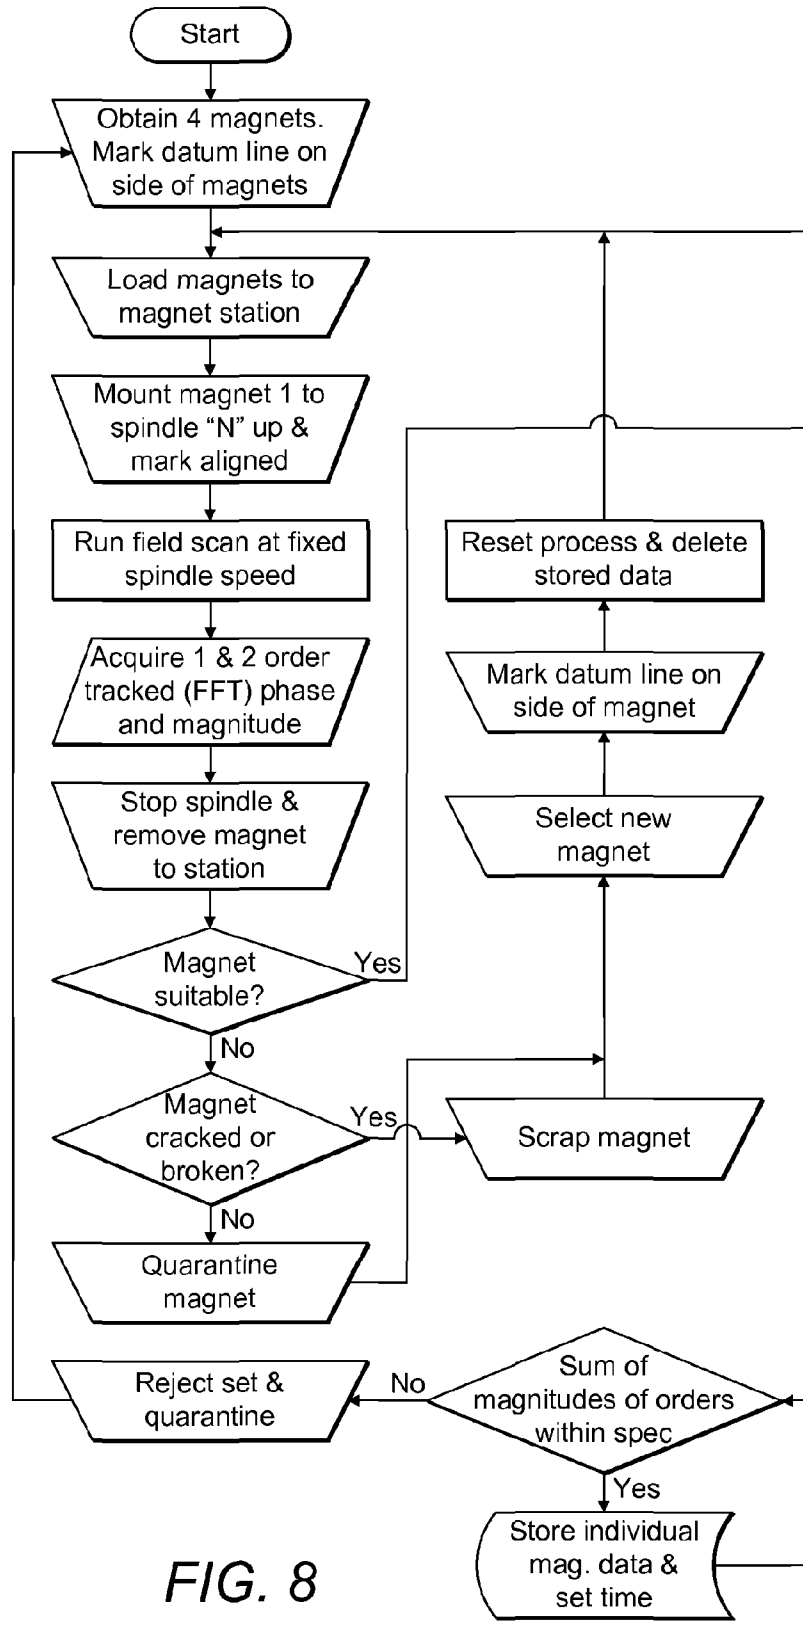 Start
Obtain 4 magnets.
Mark datum line on
side of magnets
Load magnets to
magnet station
Mount magnet 1 to
spindle “N” up &
mark aligned
Run field scan at fixed
spindle speed
Acquire 1 & 2 order
tracked (FFT) phase
and magnitude
Stop spindle &
remove magnet
to station
Magnet
suitable?
Yes
No
Magnet
cracked or
broken?
Yes
No
Quarantine
magnet
Scrap magnet
Select new
magnet
Mark datum line on
side of magnet
Reset process & delete
stored data
Sum of
magnitudes of orders
within spec
No
Yes
Reject set &
quarantine
Store individual
mag. data &
set time
FIG. 8